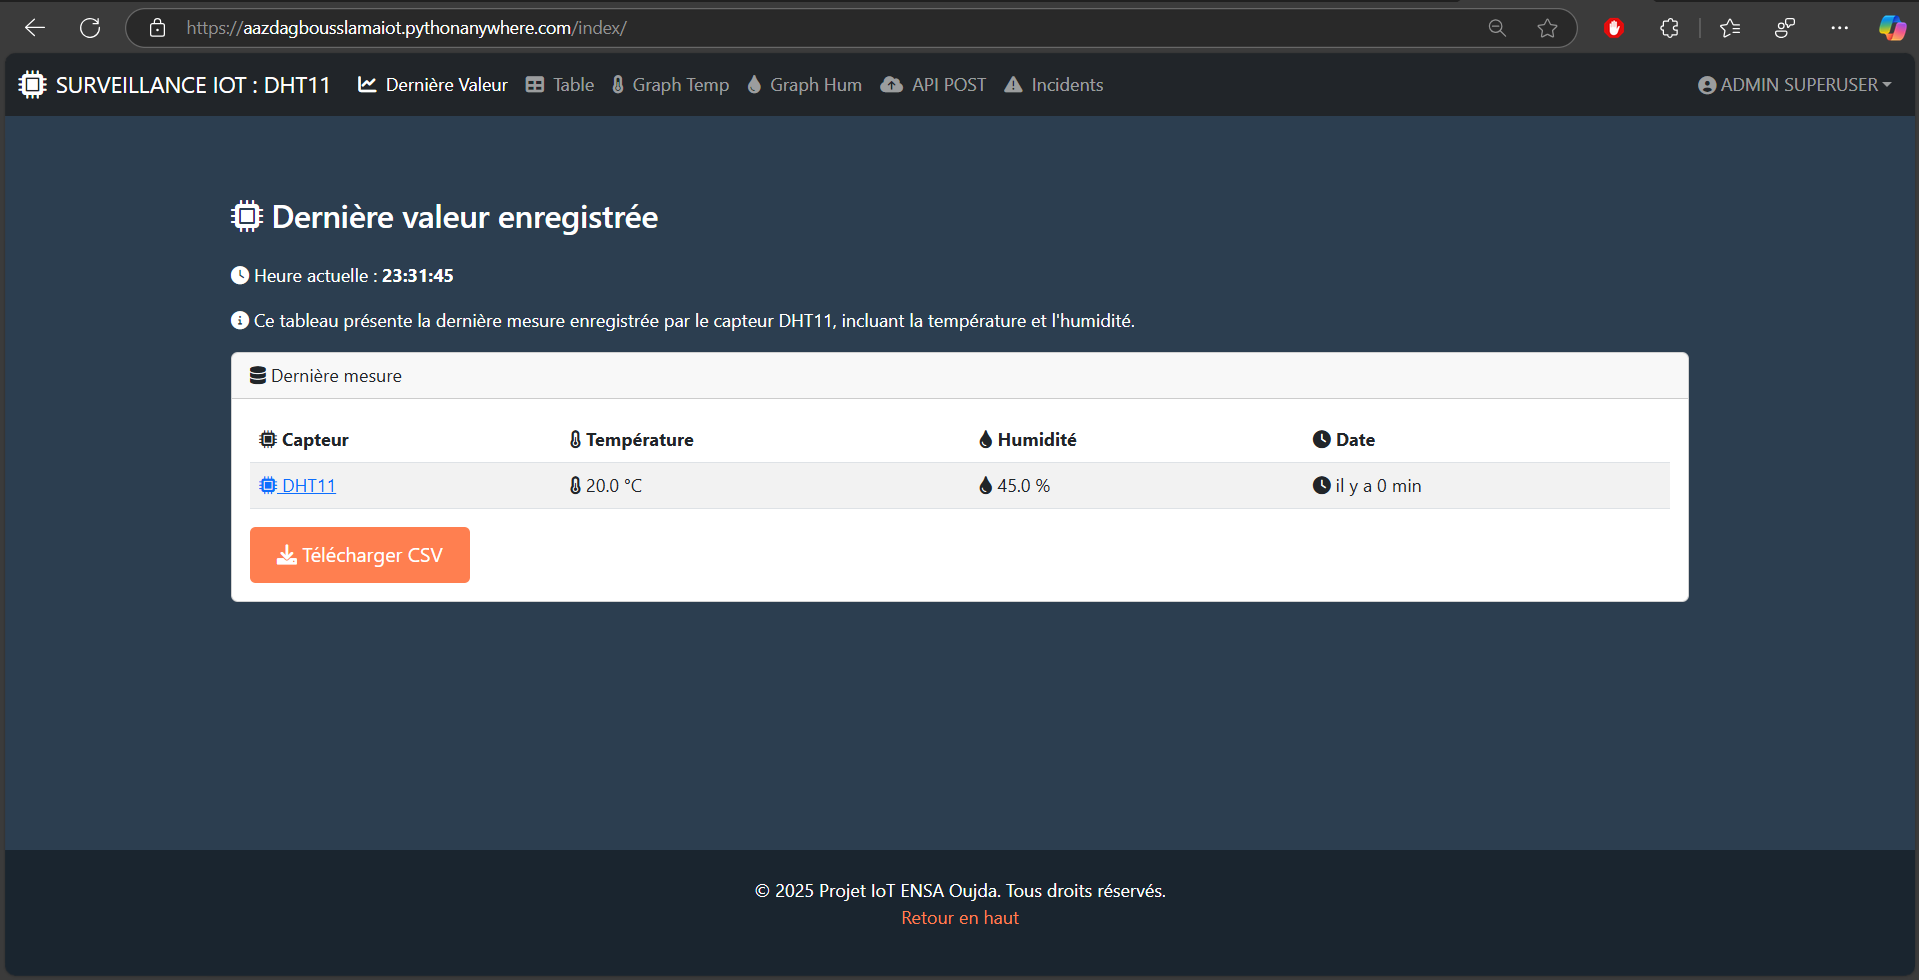 https://aazdagbousslamaiot.pythonanywhere.com/index/
SURVEILLANCE IOT : DHT11 Dernière Valeur Table Graph Temp Graph Hum API POST Incidents ADMIN SUPERUSER
Dernière valeur enregistrée
Heure actuelle : 23:31:45
Ce tableau présente la dernière mesure enregistrée par le capteur DHT11, incluant la température et l'humidité.
Dernière mesure
Capteur Température Humidité Date
DHT11 20.0 °C 45.0 % il y a 0 min
Télécharger CSV
© 2025 Projet IoT ENSA Oujda. Tous droits réservés.
Retour en haut